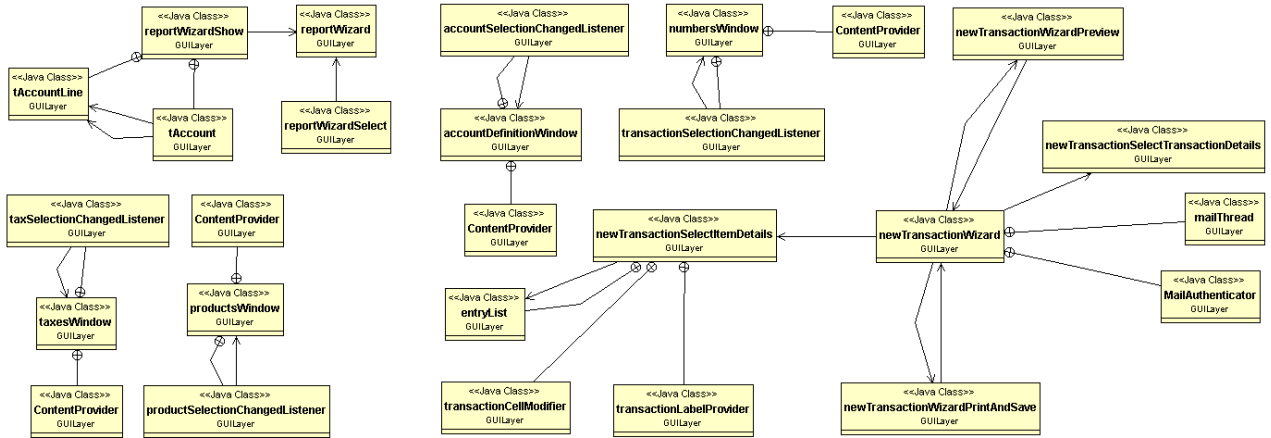 <<Java Class>>
reportWizardShow
GUILayer
<<Java Class>>
reportWizard
GUILayer
<<Java Class>>
tAccountLine
GUILayer
<<Java Class>>
tAccount
GUILayer
<<Java Class>>
reportWizardSelect
GUILayer
<<Java Class>>
accountSelectionChangedListener
GUILayer
<<Java Class>>
numbersWindow
GUILayer
<<Java Class>>
ContentProvider
GUILayer
<<Java Class>>
accountDefinitionWindow
GUILayer
<<Java Class>>
transactionSelectionChangedListener
GUILayer
<<Java Class>>
ContentProvider
GUILayer
<<Java Class>>
newTransactionWizardPreview
GUILayer
<<Java Class>>
newTransactionSelectTransactionDetails
GUILayer
<<Java Class>>
taxSelectionChangedListener
GUILayer
<<Java Class>>
ContentProvider
GUILayer
<<Java Class>>
taxesWindow
GUILayer
<<Java Class>>
productsWindow
GUILayer
<<Java Class>>
ContentProvider
GUILayer
<<Java Class>>
productSelectionChangedListener
GUILayer
<<Java Class>>
newTransactionSelectItemDetails
GUILayer
<<Java Class>>
newTransactionWizard
GUILayer
<<Java Class>>
mailThread
GUILayer
<<Java Class>>
MailAuthenticator
GUILayer
<<Java Class>>
entryList
GUILayer
<<Java Class>>
transactionCellModifier
GUILayer
<<Java Class>>
transactionLabelProvider
GUILayer
<<Java Class>>
newTransactionWizardPrintAndSave
GUILayer